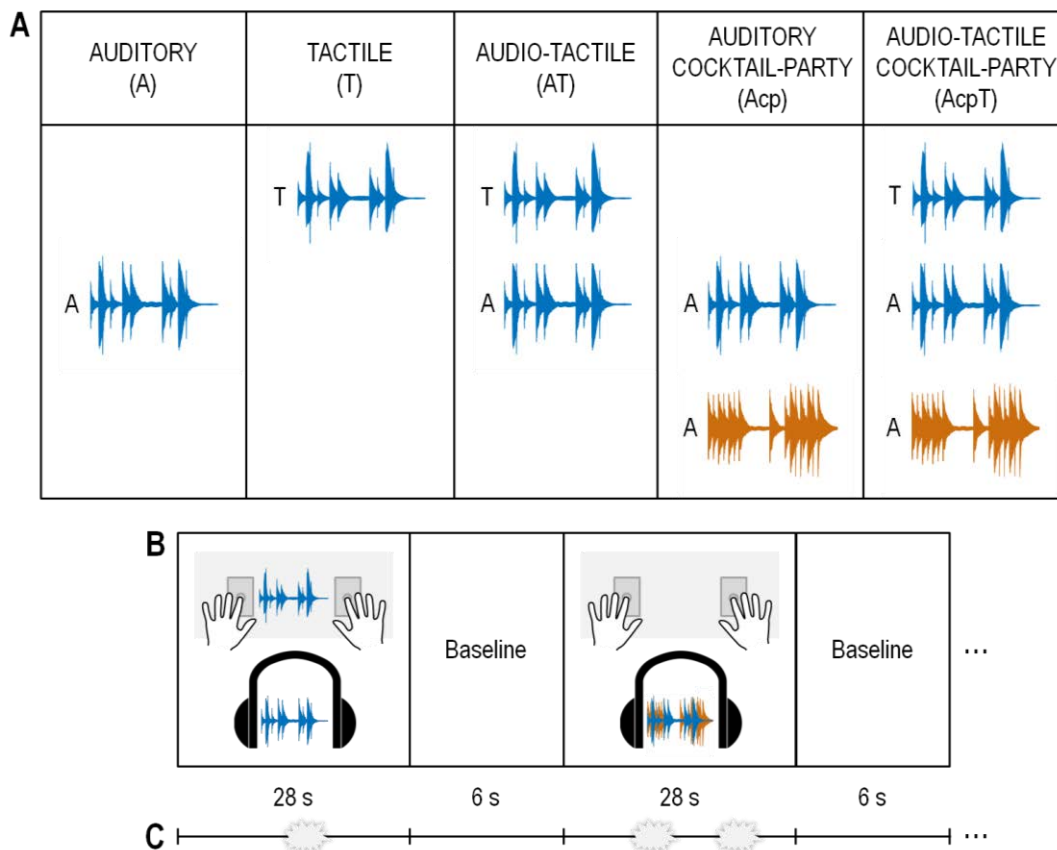 A
AUDITORY
(A)
TACTILE
(T)
AUDIO-TACTILE
(AT)
AUDITORY
COCKTAIL-PARTY
(Acp)
AUDIO-TACTILE
COCKTAIL-PARTY
(AcpT)
A
T
T
A
A
A
T
A
A
B
Baseline
Baseline
...
28 s
6 s
28 s
6 s
C
...